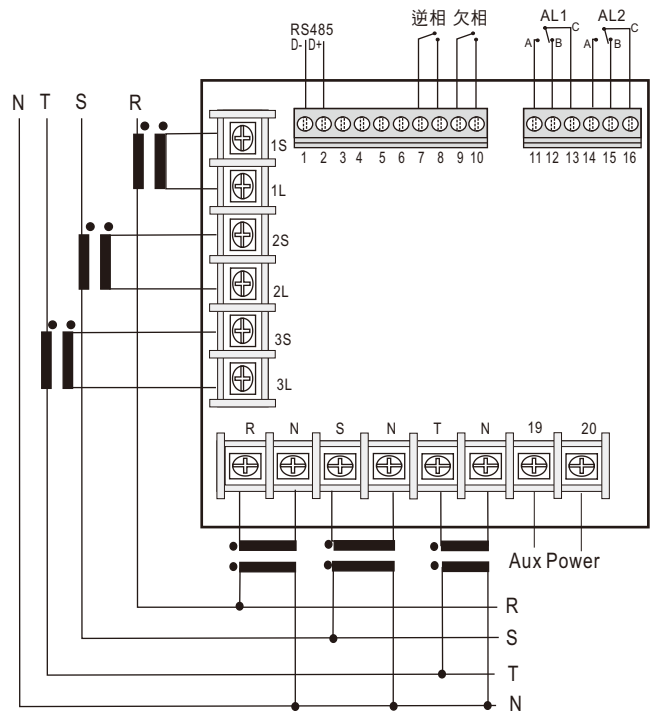 RS485
D- D+
逆相 欠相
AL1
A B C
AL2
A B C
N T S R
1 2 3 4 5 6 7 8 9 10
11 12 13 14 15 16
1S
1L
2S
2L
3S
3L
R N S N T N 19 20
Aux Power
R
S
T
N